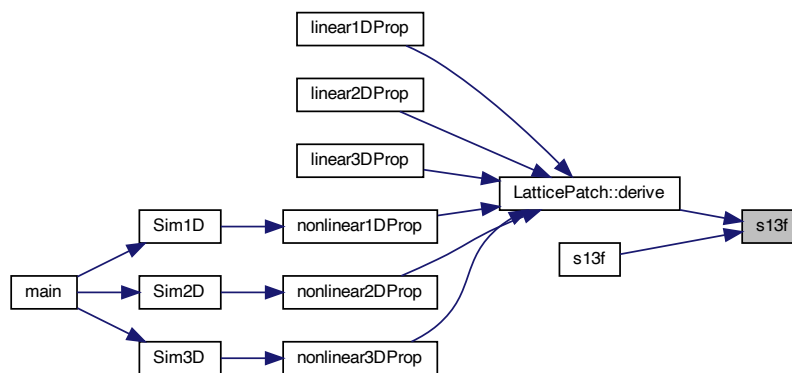 linear1DProp
linear2DProp
linear3DProp
LatticePatch::derive
Sim1D
nonlinear1DProp
s13f
s13f
main
Sim2D
nonlinear2DProp
Sim3D
nonlinear3DProp